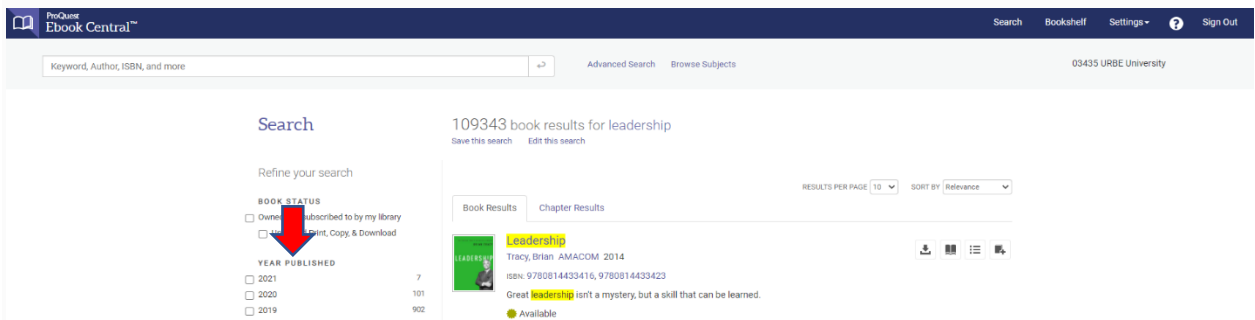 ProQuest
Ebook Central™
Search Bookshelf Settings ? Sign Out
Keyword, Author, ISBN, and more
Advanced Search Browse Subjects
03435 URBE University
Search
109343 book results for leadership
Save this search Edit this search
Refine your search
RESULTS PER PAGE 10 SORT BY Relevance
BOOK STATUS
Book Results Chapter Results
subscribed to by my library
Print, Copy, & Download
Leadership
Tracy, Brian AMACOM 2014
LEADERSHIP
ISBN: 9780814433416, 9780814433423
Great leadership isn't a mystery, but a skill that can be learned.
Available
YEAR PUBLISHED
2021 7
2020 101
2019 902